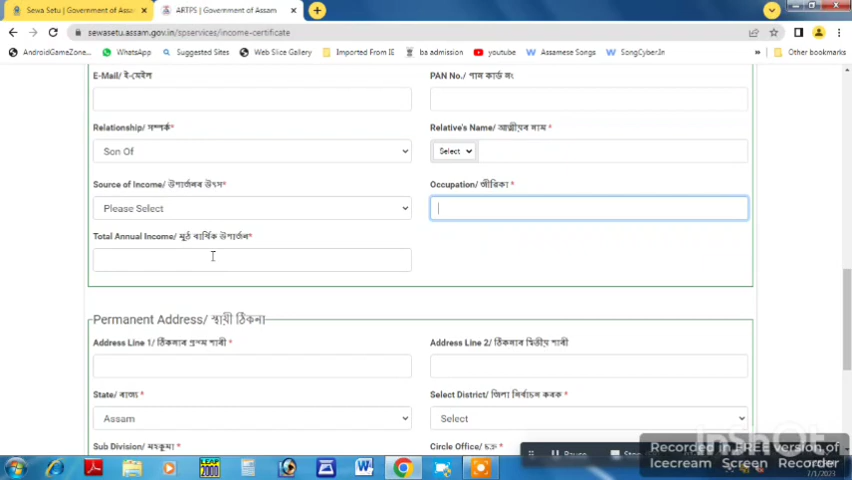 Sewa Setu | Government of Assam
ARTPS | Government of Assam
sewasetu.assam.gov.in/spservices/income-certificate
AndroidGameZone...
WhatsApp
Suggested Sites
Web Slice Gallery
Imported From IE
ba admission
youtube
Assamese Songs
SongCyber.In
Other bookmarks
E-Mail/ ই-মেইল
PAN No./ পান কাৰ্ড নং
Relationship/ সম্পৰ্ক*
Relative's Name/ আত্মীয়ৰ নাম *
Son Of
Select
Source of Income/ উপাৰ্জনৰ উৎস*
Occupation/ জীৱিকা *
Please Select
Total Annual Income/ মুঠ বাৰ্ষিক উপাৰ্জন*
Permanent Address/ স্থায়ী ঠিকনা
Address Line 1/ ঠিকনাৰ প্ৰথম শাৰী *
Address Line 2/ ঠিকনাৰ দ্বিতীয় শাৰী
State/ ৰাজ্য *
Select District/ জিলা নিৰ্বাচন কৰক *
Assam
Select
Sub Division/ মহকুমা *
Circle Office/ চক্ৰ *
InShOt
Pause
Recorded in FREE version of
Icecream Screen Recorder
7/1/2023